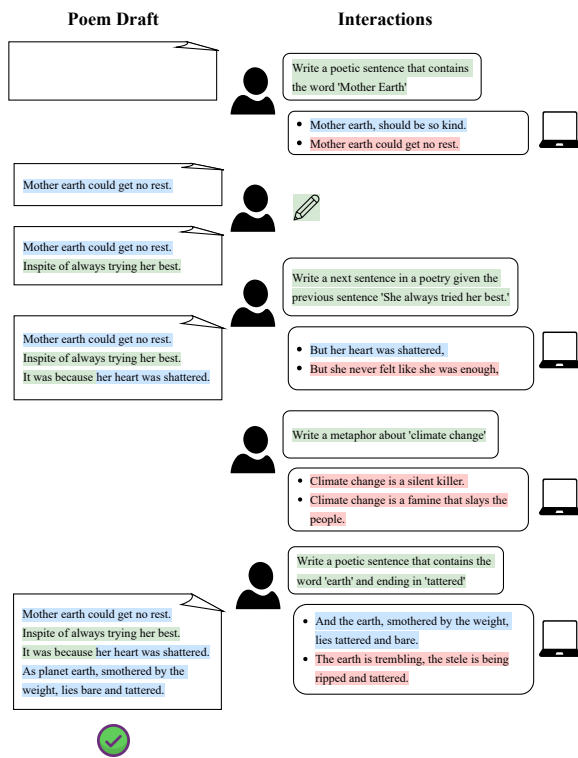 Poem Draft
Interactions
Write a poetic sentence that contains
the word 'Mother Earth'
• Mother earth, should be so kind.
• Mother earth could get no rest.
Mother earth could get no rest.
Mother earth could get no rest.
Inspite of always trying her best.
Write a next sentence in a poetry given the
previous sentence 'She always tried her best.'
Mother earth could get no rest.
Inspite of always trying her best.
It was because her heart was shattered.
• But her heart was shattered,
• But she never felt like she was enough,
Write a metaphor about 'climate change'
• Climate change is a silent killer.
• Climate change is a famine that slays the
people.
Write a poetic sentence that contains the
word 'earth' and ending in 'tattered'
Mother earth could get no rest.
Inspite of always trying her best.
It was because her heart was shattered.
As planet earth, smothered by the
weight, lies bare and tattered.
• And the earth, smothered by the weight,
lies tattered and bare.
• The earth is trembling, the stele is being
ripped and tattered.